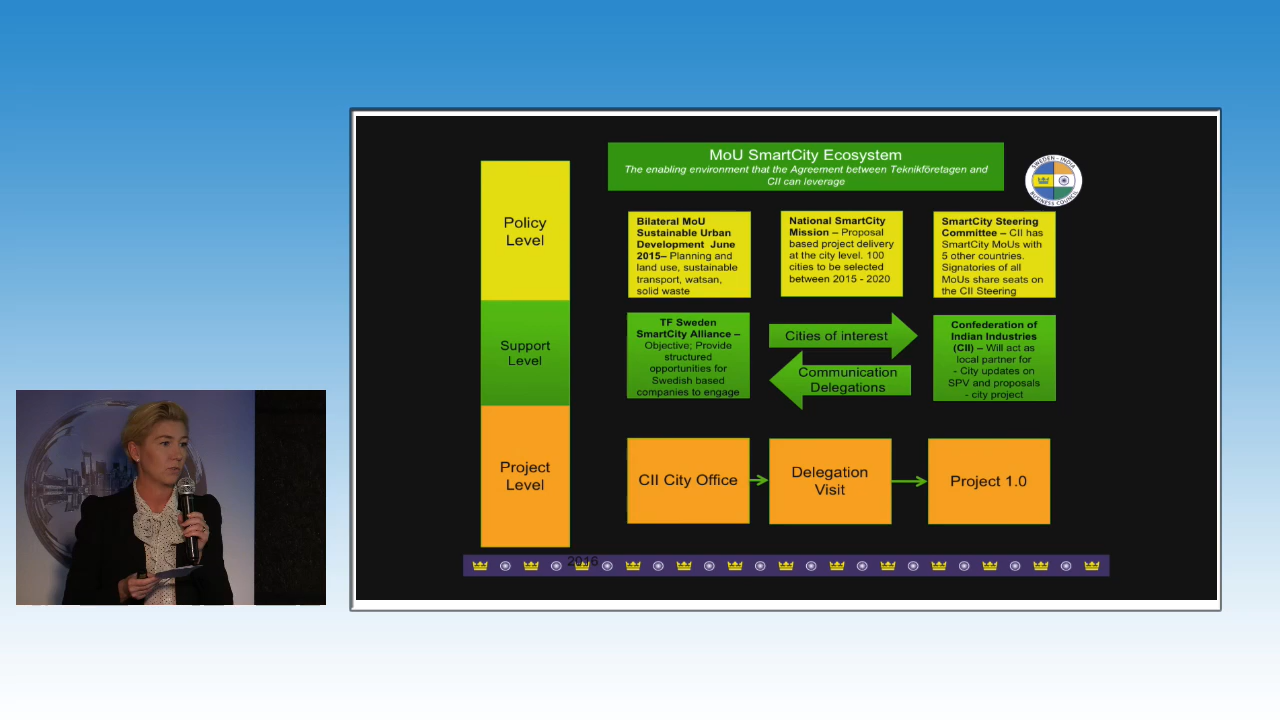 MoU SmartCity Ecosystem
The enabling environment that the Agreement between Teknikföretagen and
CII can leverage
SWEDEN - INDIA
BUSINESS COUNCIL
Policy
Level
Bilateral MoU
Sustainable Urban
Development June
2015– Planning and
land use, sustainable
transport, watsan,
solid waste
National SmartCity
Mission – Proposal
based project delivery
at the city level. 100
cities to be selected
between 2015 - 2020
SmartCity Steering
Committee – CII has
SmartCity MoUs with
5 other countries.
Signatories of all
MoUs share seats on
the CII Steering
Support
Level
TF Sweden
SmartCity Alliance –
Objective; Provide
structured
opportunities for
Swedish based
companies to engage
Cities of interest
Communication
Delegations
Confederation of
Indian Industries
(CII) – Will act as
local partner for
- City updates on
SPV and proposals
- city project
Project
Level
CII City Office
Delegation
Visit
Project 1.0
2016